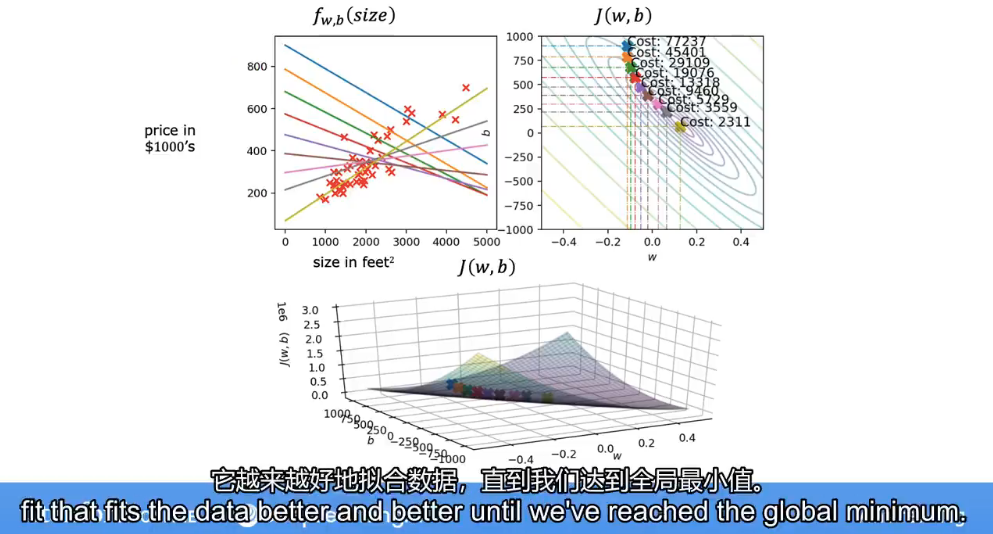 f_{w,b}(size)
J(w,b)
price in
$1000's
800
600
400
200
0
1000
2000
3000
4000
5000
size in feet²
b
1000
750
500
250
0
−250
−500
−750
−1000
Cost: 77237
Cost: 45401
Cost: 29109
Cost: 19076
Cost: 13318
Cost: 9460
Cost: 5729
Cost: 3559
Cost: 2311
−0.4
−0.2
0.0
0.2
0.4
w
J(w,b)
1e6
3.0
2.5
2.0
1.5
1.0
0.5
0.0
J(w, b)
1000
750
500
250
0
−250
−500
−750
−1000
b
−0.4
−0.2
0.0
0.2
0.4
w
它越来越好地拟合数据，直到我们达到全局最小值。
fit that fits the data better and better until we've reached the global minimum.